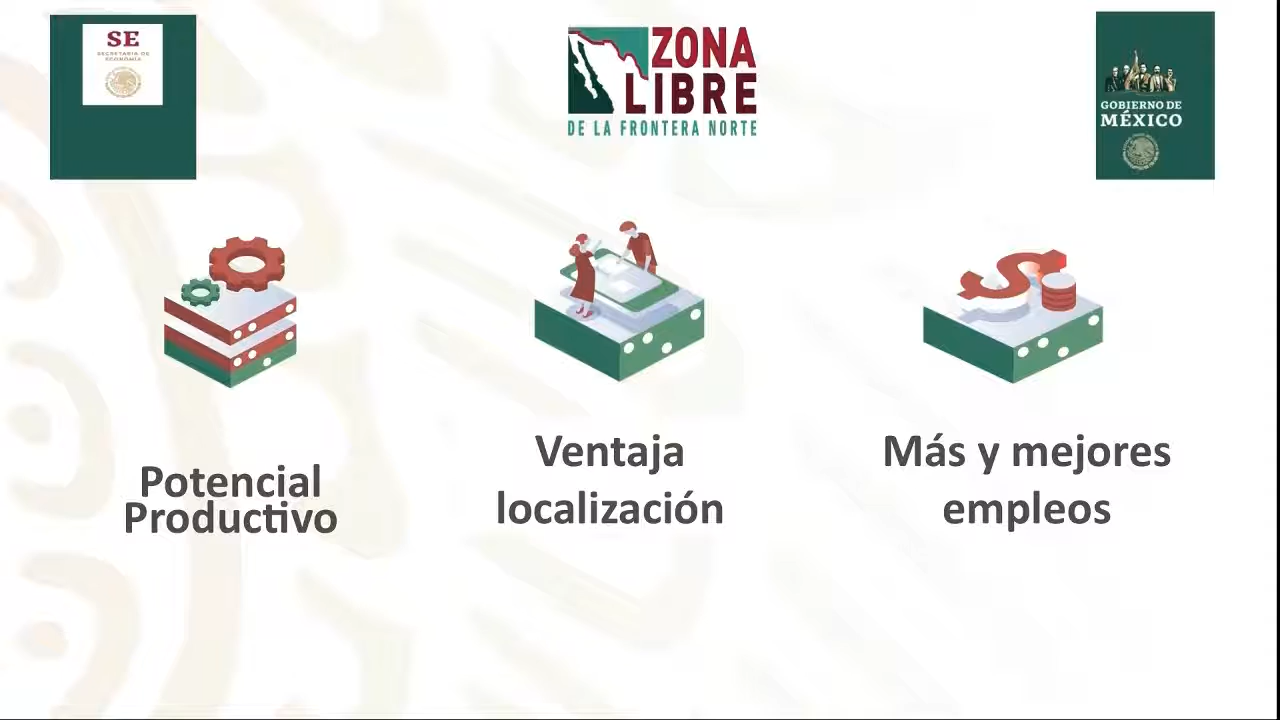 SE
SECRETARÍA DE
ECONOMÍA
ZONA
LIBRE
DE LA FRONTERA NORTE
GOBIERNO DE
MÉXICO
Potencial
Productivo
Ventaja
localización
Más y mejores
empleos